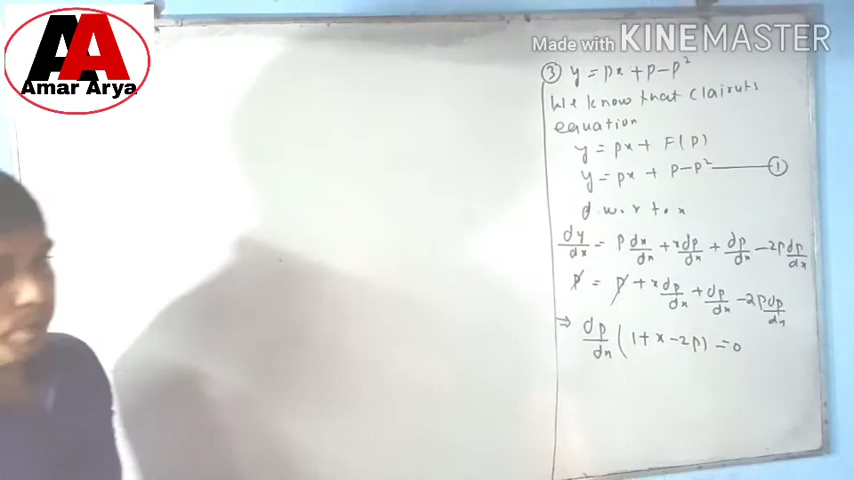 AA
Amar Arya
Made with KINEMASTER
③ y = px + p - p²
We know that clairuts
equation
y = px + F(p)
y = px + p - p² ——— ①
d.w.r to x
dy/dx = p dx/dx + x dp/dx + dp/dx - 2p dp/dx
p = p + x dp/dx + dp/dx - 2p dp/dx
⇒ dp/dx (1 + x - 2p) = 0